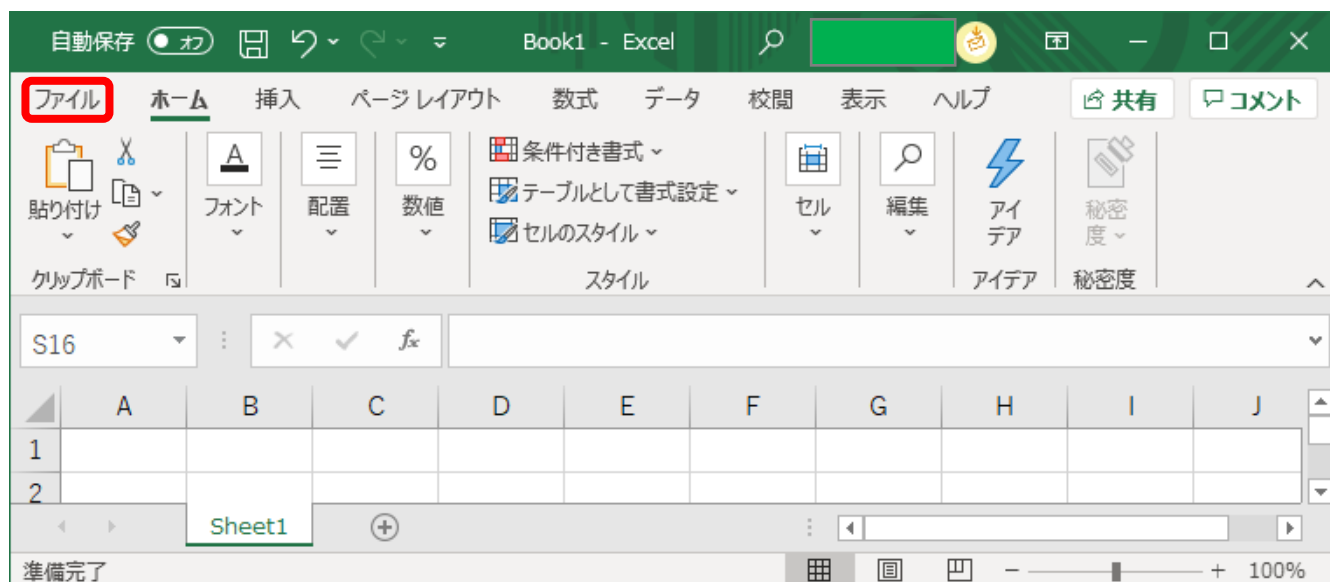 自動保存 オフ Book1 - Excel
ファイル ホーム 挿入 ページ レイアウト 数式 データ 校閲 表示 ヘルプ 共有 コメント
貼り付け
A
フォント
配置
%
数値
条件付き書式
テーブルとして書式設定
セルのスタイル
セル
編集
アイ
デア
秘密
度
クリップボード スタイル アイデア 秘密度
S16 fx
A B C D E F G H I J
1
2
Sheet1
準備完了 100%